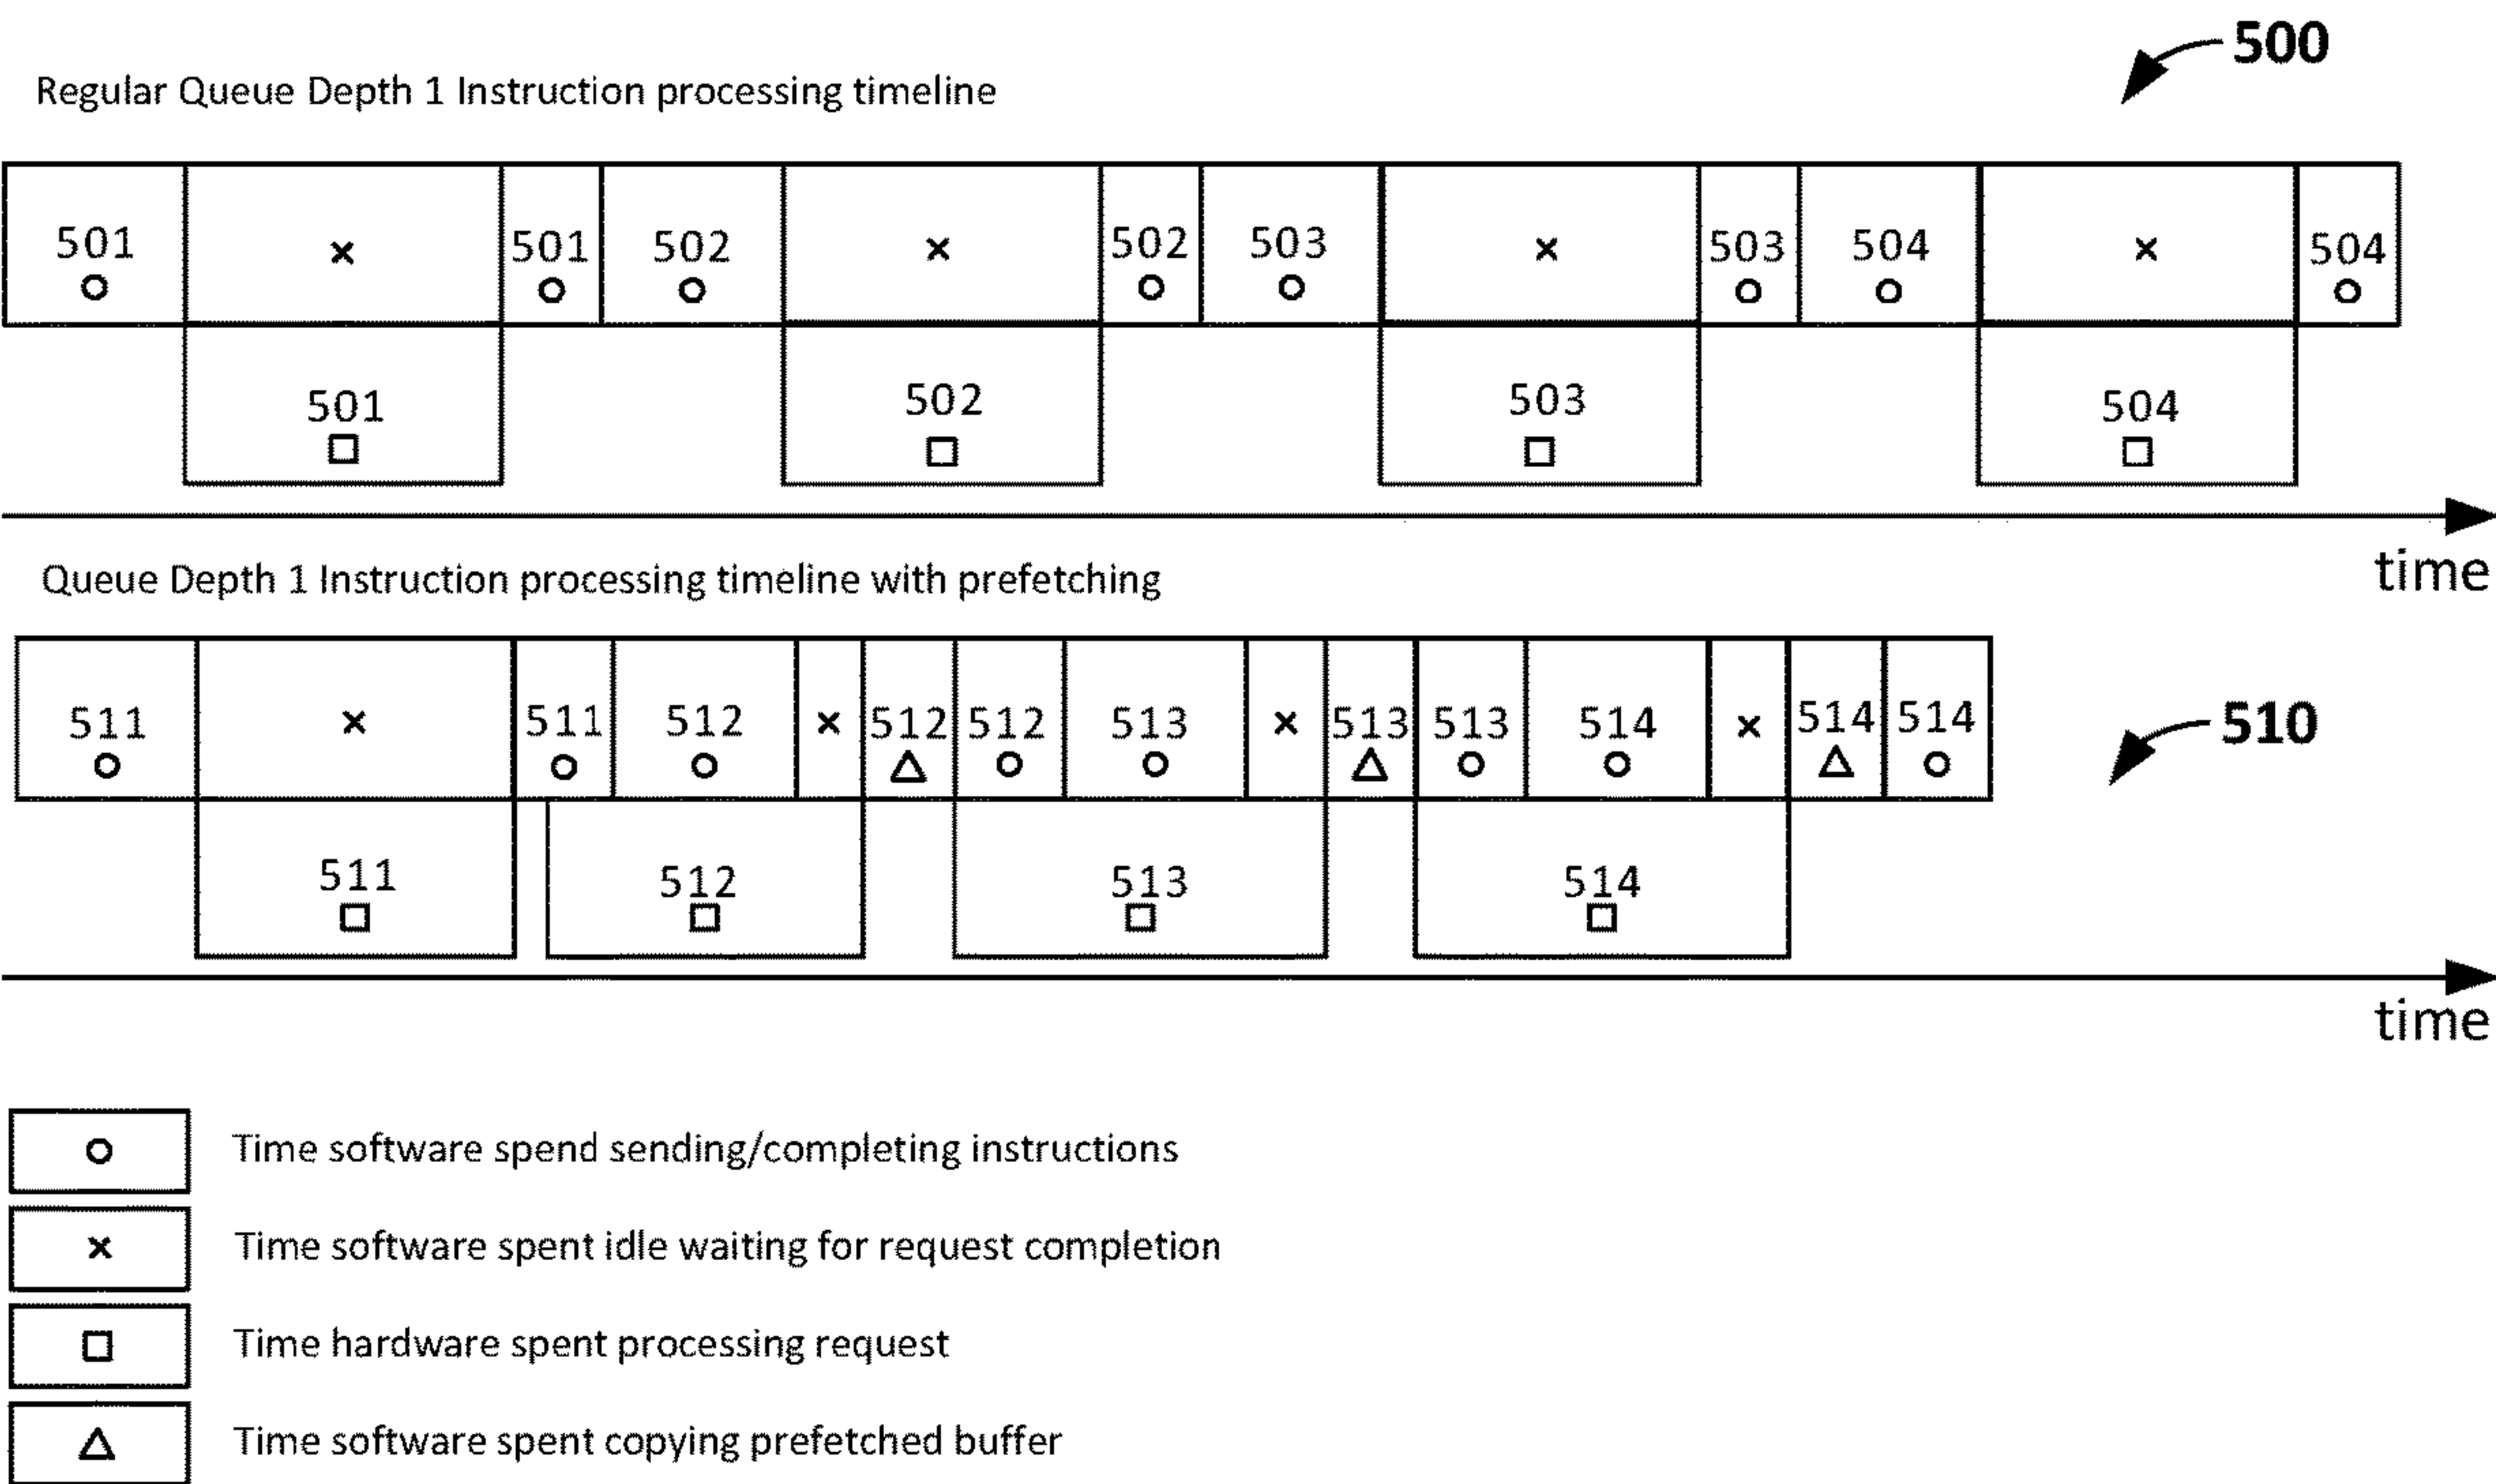 500
Regular Queue Depth 1 Instruction processing timeline
501 × 501 502 × 502 503 × 503 504 × 504
501 502 503 504
time
Queue Depth 1 Instruction processing timeline with prefetching
511 × 511 512 × 512 512 513 × 513 513 514 × 514 514
510
511 512 513 514
time
Time software spend sending/completing instructions
× Time software spent idle waiting for request completion
Time hardware spent processing request
Time software spent copying prefetched buffer